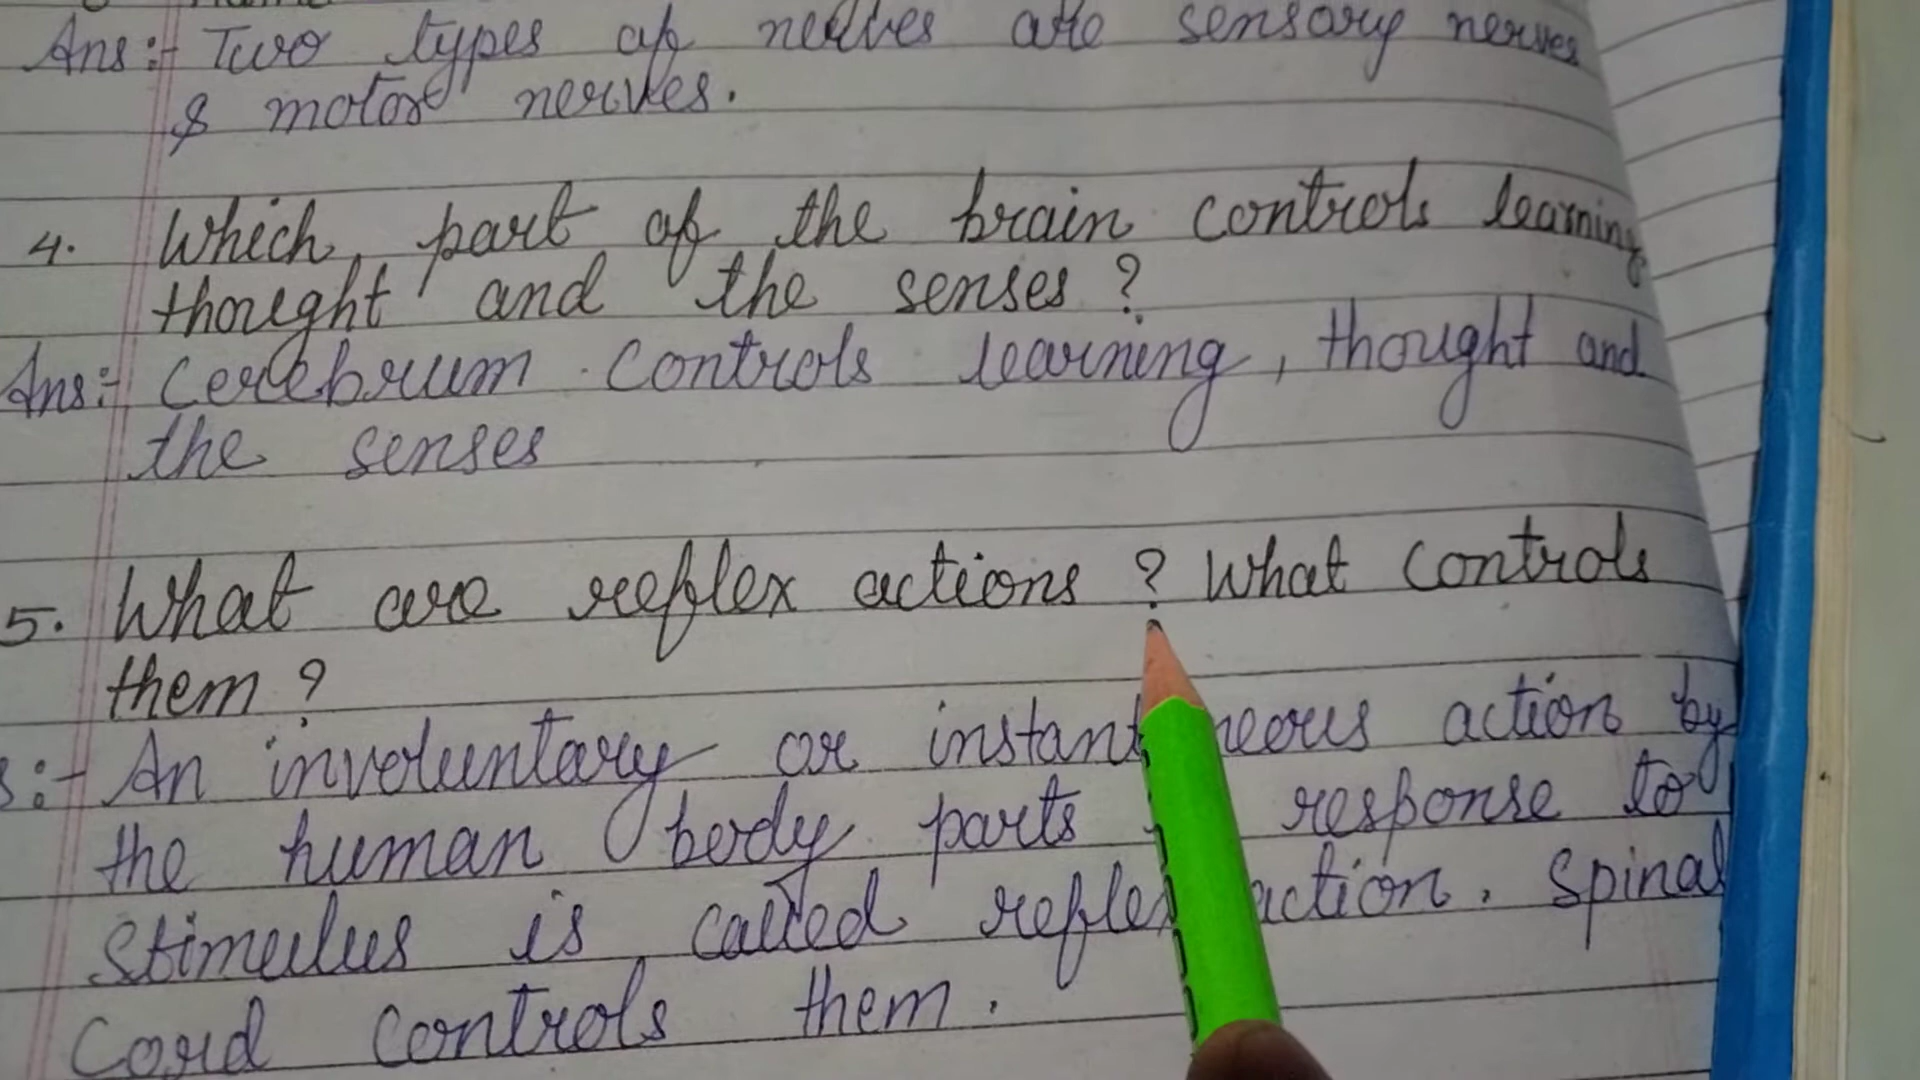 Ans:- Two types of nerves are sensory nerves
& motor nerves.
4. Which part of the brain controls learning
thought and the senses?
Ans:- Cerebrum controls learning, thought and
the senses
5. What are reflex actions? What controls
them?
s:- An involuntary or instant neous action by
the human body parts response to
stimulus is called reflex action. Spinal
Cord controls them.